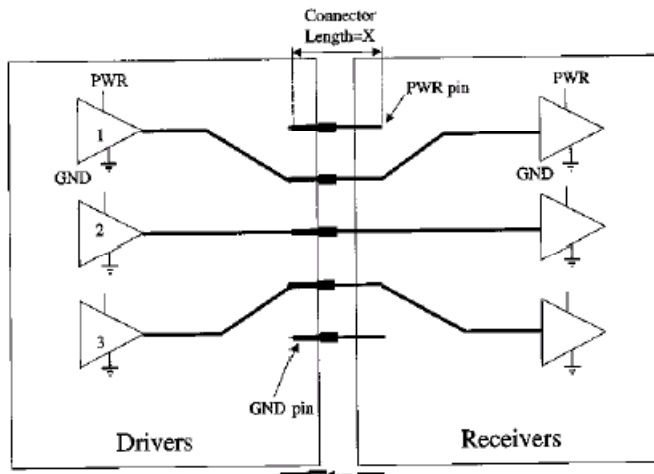 Connector
Length=X
PWR
PWR pin
PWR
1
GND
GND
2
3
GND pin
Drivers
Receivers